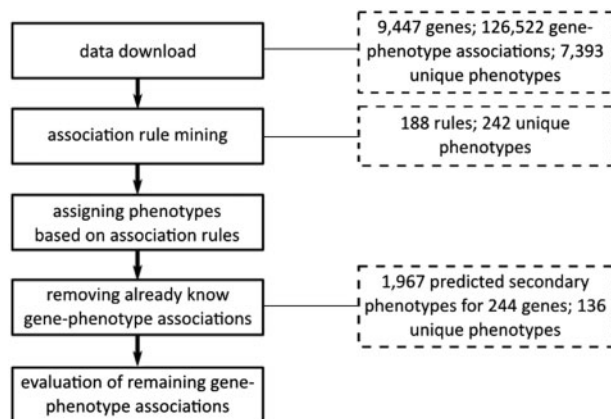 data download
9,447 genes; 126,522 gene-
phenotype associations; 7,393
unique phenotypes
association rule mining
188 rules; 242 unique
phenotypes
assigning phenotypes
based on association rules
removing already know
gene-phenotype associations
1,967 predicted secondary
phenotypes for 244 genes; 136
unique phenotypes
evaluation of remaining gene-
phenotype associations